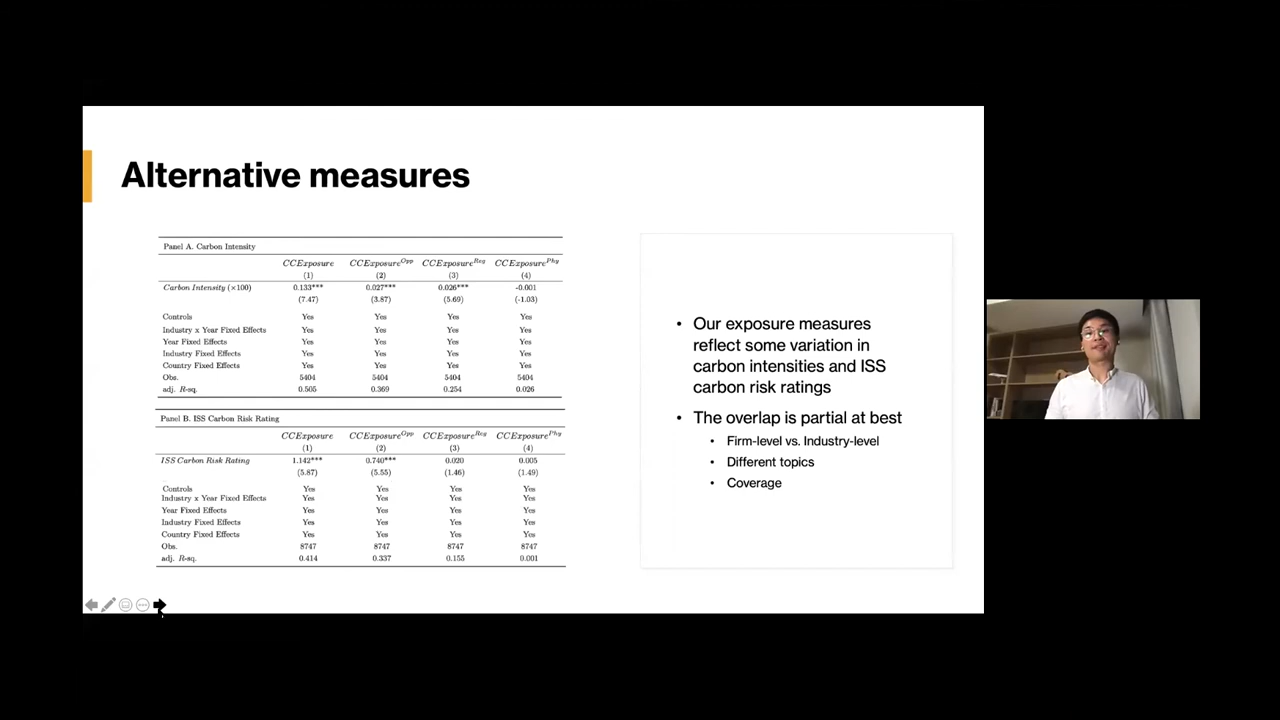 Alternative measures
Panel A. Carbon Intensity
CCExposure CCExposure^Opp CCExposure^Reg CCExposure^Phy
(1) (2) (3) (4)
Carbon Intensity (×100) 0.133*** 0.027*** 0.026*** -0.001
(7.47) (3.87) (5.69) (-1.03)
Controls Yes Yes Yes Yes
Industry x Year Fixed Effects Yes Yes Yes Yes
Year Fixed Effects Yes Yes Yes Yes
Industry Fixed Effects Yes Yes Yes Yes
Country Fixed Effects Yes Yes Yes Yes
Obs. 5404 5404 5404 5404
adj. R-sq. 0.505 0.369 0.254 0.026
Panel B. ISS Carbon Risk Rating
CCExposure CCExposure^Opp CCExposure^Reg CCExposure^Phy
(1) (2) (3) (4)
ISS Carbon Risk Rating 1.142*** 0.740*** 0.020 0.005
(5.87) (5.55) (1.46) (1.49)
Controls Yes Yes Yes Yes
Industry x Year Fixed Effects Yes Yes Yes Yes
Year Fixed Effects Yes Yes Yes Yes
Industry Fixed Effects Yes Yes Yes Yes
Country Fixed Effects Yes Yes Yes Yes
Obs. 8747 8747 8747 8747
adj. R-sq. 0.414 0.337 0.155 0.001
• Our exposure measures
reflect some variation in
carbon intensities and ISS
carbon risk ratings
• The overlap is partial at best
• Firm-level vs. Industry-level
• Different topics
• Coverage